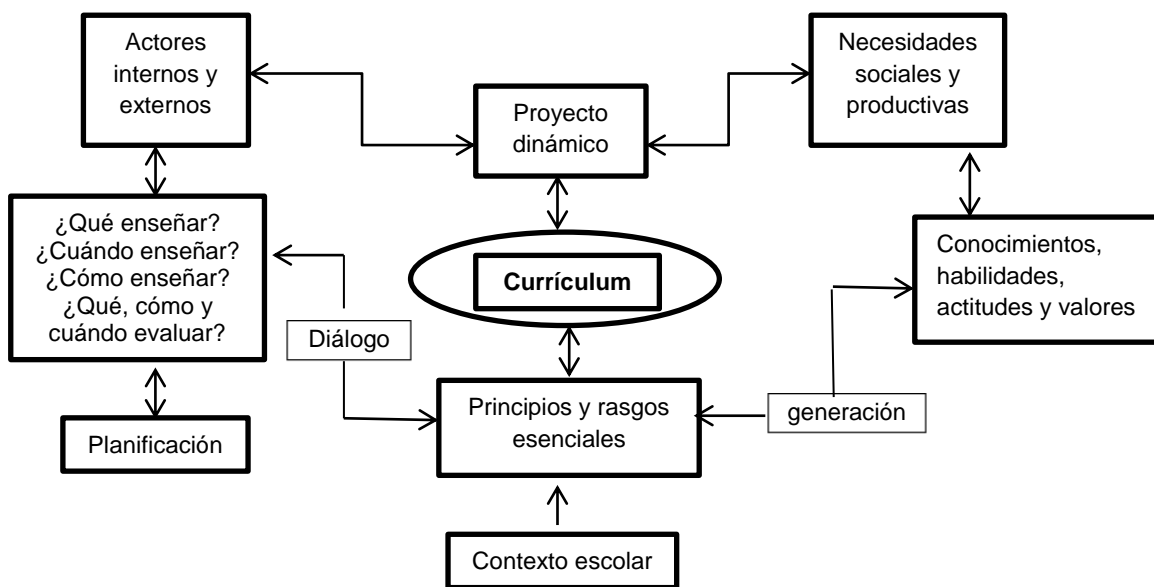 Actores
internos y
externos
Proyecto
dinámico
Necesidades
sociales y
productivas
¿Qué enseñar?
¿Cuándo enseñar?
¿Cómo enseñar?
¿Qué, cómo y
cuándo evaluar?
Currículum
Conocimientos,
habilidades,
actitudes y valores
Diálogo
Principios y rasgos
esenciales
generación
Planificación
Contexto escolar